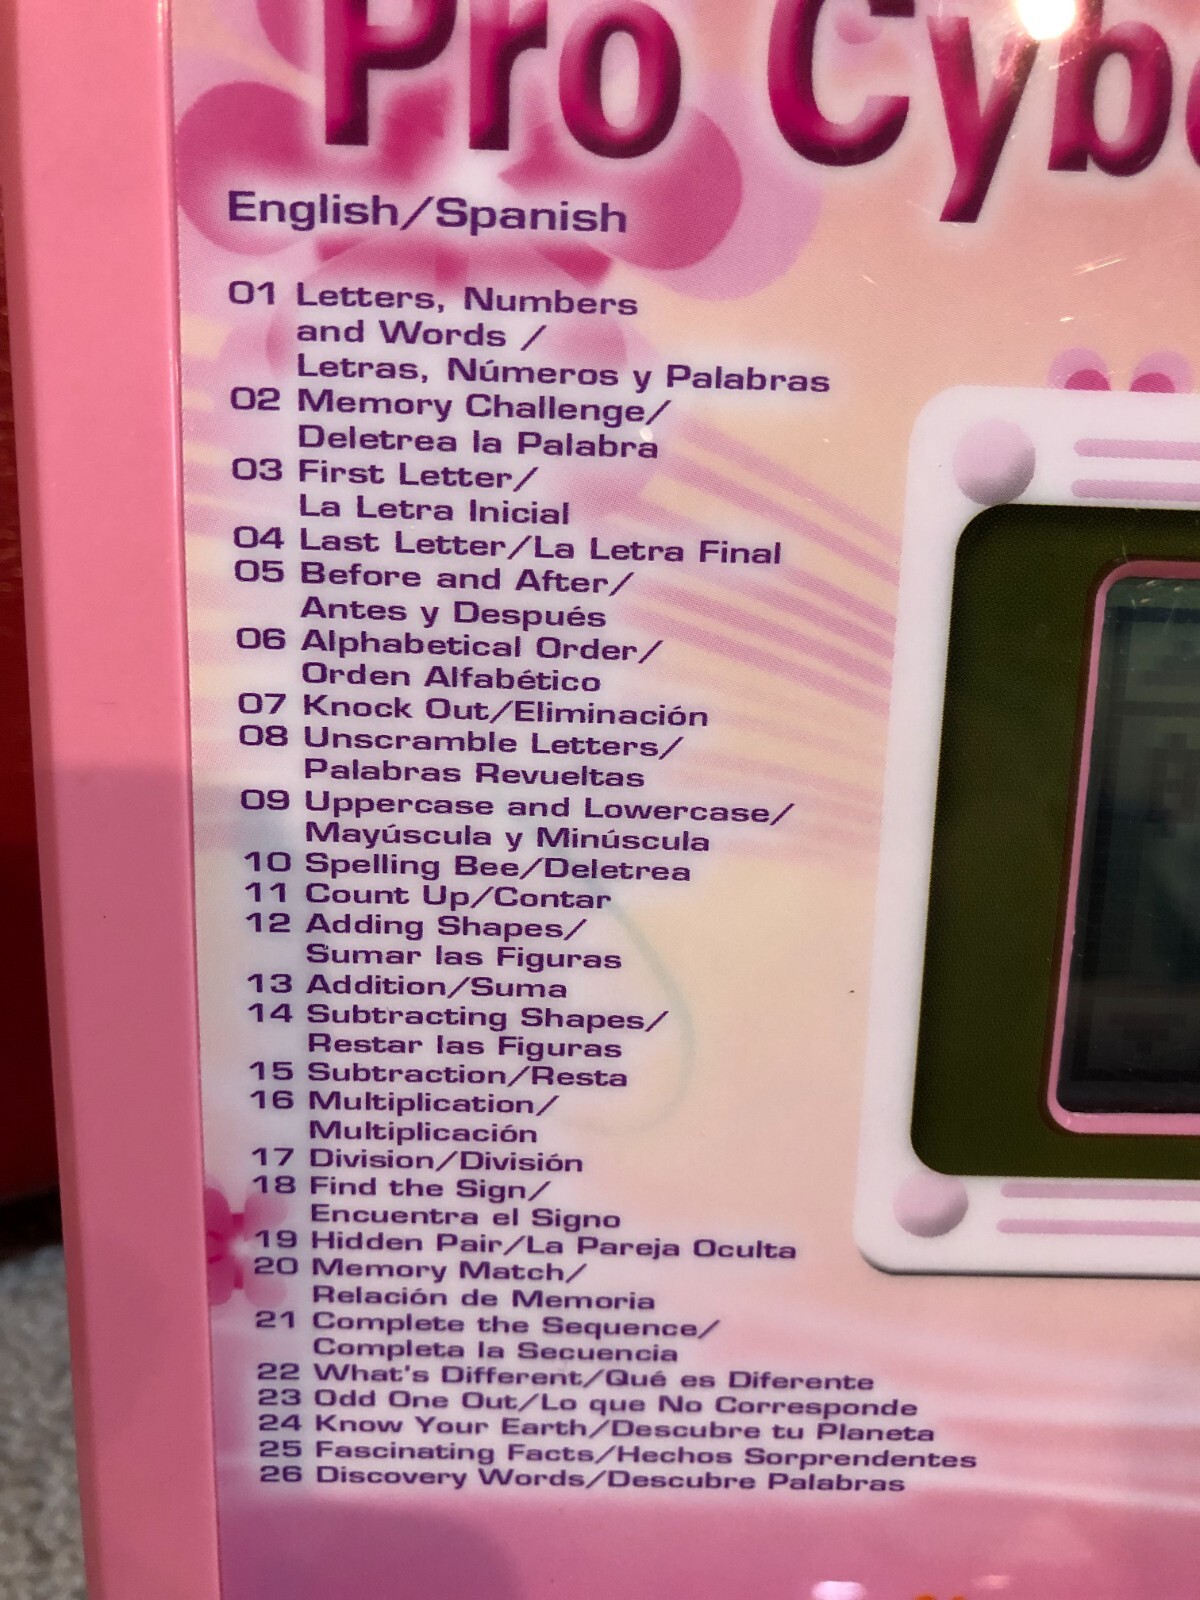 Pro Cybe
English/Spanish
01 Letters, Numbers
and Words /
Letras, Números y Palabras
02 Memory Challenge/
Deletrea la Palabra
03 First Letter/
La Letra Inicial
04 Last Letter/La Letra Final
05 Before and After/
Antes y Después
06 Alphabetical Order/
Orden Alfabético
07 Knock Out/Eliminación
08 Unscramble Letters/
Palabras Revueltas
09 Uppercase and Lowercase/
Mayúscula y Minúscula
10 Spelling Bee/Deletrea
11 Count Up/Contar
12 Adding Shapes/
Sumar las Figuras
13 Addition/Suma
14 Subtracting Shapes/
Restar las Figuras
15 Subtraction/Resta
16 Multiplication/
Multiplicación
17 Division/División
18 Find the Sign/
Encuentra el Signo
19 Hidden Pair/La Pareja Oculta
20 Memory Match/
Relación de Memoria
21 Complete the Sequence/
Completa la Secuencia
22 What's Different/Qué es Diferente
23 Odd One Out/Lo que No Corresponde
24 Know Your Earth/Descubre tu Planeta
25 Fascinating Facts/Hechos Sorprendentes
26 Discovery Words/Descubre Palabras